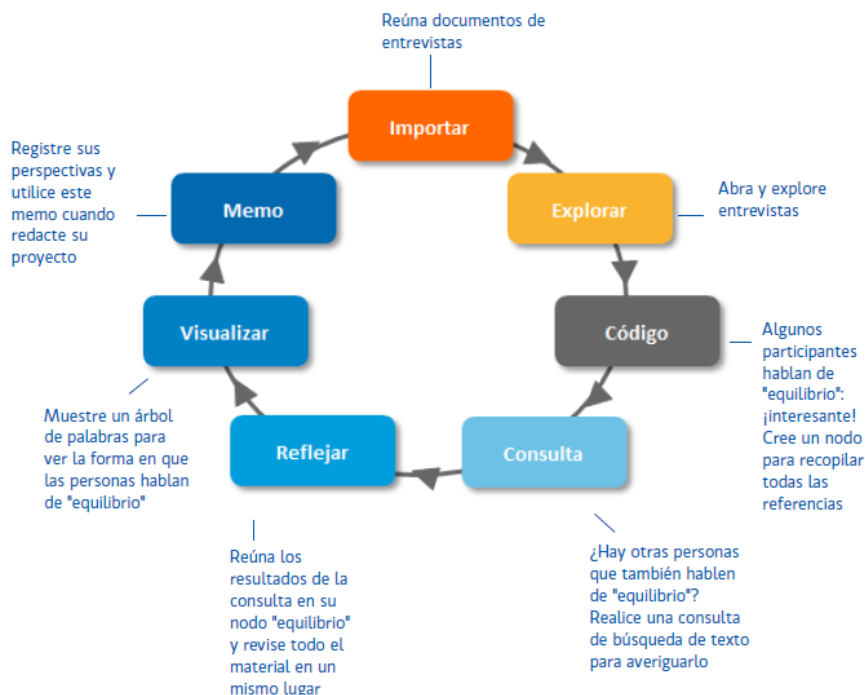 Reúna documentos de
entrevistas
Importar
Explorar
Abra y explore
entrevistas
Código
Algunos
participantes
hablan de
"equilibrio":
¡interesante!
Cree un nodo
para recopilar
todas las
referencias
Consulta
¿Hay otras personas
que también hablen
de "equilibrio"?
Realice una consulta
de búsqueda de texto
para averiguarlo
Reflejar
Reúna los
resultados de la
consulta en su
nodo "equilibrio"
y revise todo el
material en un
mismo lugar
Visualizar
Muestre un árbol
de palabras para
ver la forma en que
las personas hablan
de "equilibrio"
Memo
Registre sus
perspectivas y
utilice este
memo cuando
redacte su
proyecto